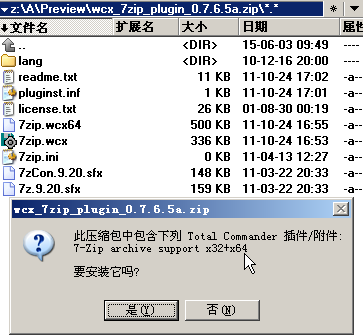 z:\A\Preview\wcx_7zip_plugin_0.7.6.5a.zip\*.*
* ▼
↓文件名 扩展名 大小 日期 属性
.. <DIR> 15-06-03 09:49 ----
lang <DIR> 10-12-16 20:00 ----
readme.txt 11 KB 11-10-24 17:02 -a--
pluginst.inf 1 KB 11-10-24 17:01 -a--
license.txt 26 KB 01-08-30 00:19 -a--
7zip.wcx64 500 KB 11-10-24 16:55 -a--
7zip.wcx 336 KB 11-10-24 16:53 -a--
7zip.ini 0 KB 11-04-13 12:27 -a--
7zCon.9.20.sfx 148 KB 11-03-22 20:33 -a--
7z.9.20.sfx 159 KB 11-03-22 20:33 -a--
wcx_7zip_plugin_0.7.6.5a.zip
此压缩包中包含下列 Total Commander 插件/附件:
7-Zip archive support x32+x64
要安装它吗?
是(Y) 否(N)